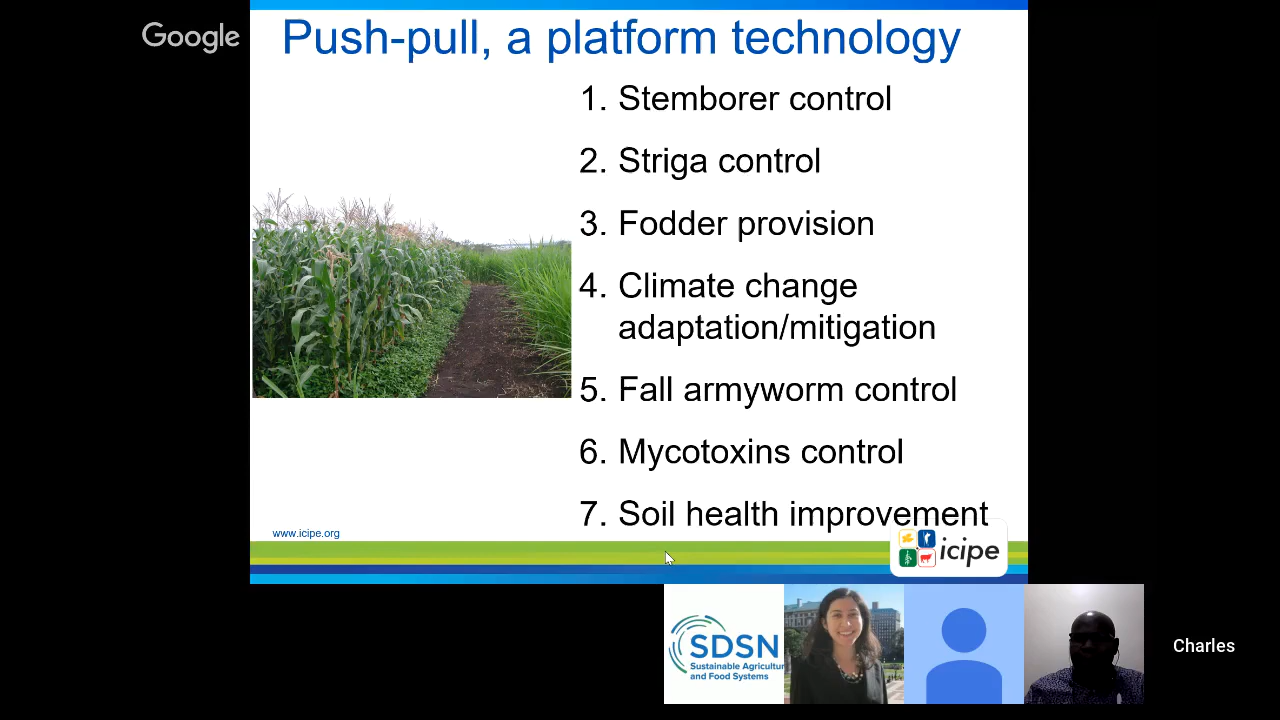 Google
Push-pull, a platform technology
1. Stemborer control
2. Striga control
3. Fodder provision
4. Climate change
adaptation/mitigation
5. Fall armyworm control
6. Mycotoxins control
7. Soil health improvement
www.icipe.org
icipe
SDSN
Sustainable Agricultur
and Food Systems
Charles